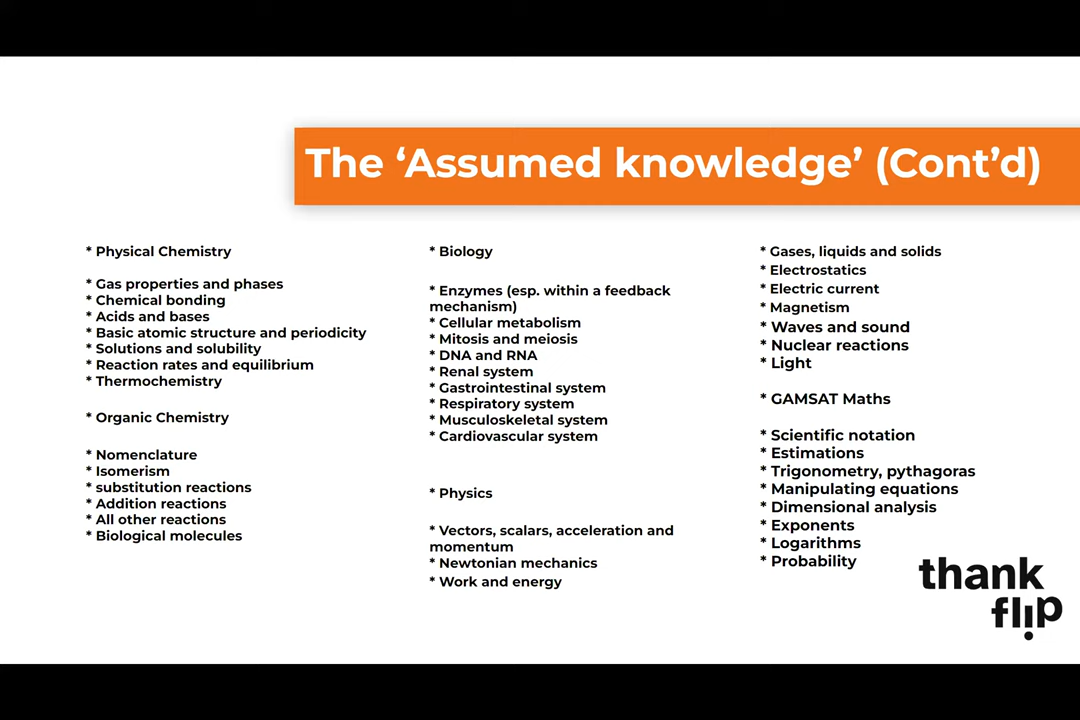 The ‘Assumed knowledge’ (Cont’d)
* Physical Chemistry
* Gas properties and phases
* Chemical bonding
* Acids and bases
* Basic atomic structure and periodicity
* Solutions and solubility
* Reaction rates and equilibrium
* Thermochemistry
* Organic Chemistry
* Nomenclature
* Isomerism
* substitution reactions
* Addition reactions
* All other reactions
* Biological molecules
* Biology
* Enzymes (esp. within a feedback
mechanism)
* Cellular metabolism
* Mitosis and meiosis
* DNA and RNA
* Renal system
* Gastrointestinal system
* Respiratory system
* Musculoskeletal system
* Cardiovascular system
* Physics
* Vectors, scalars, acceleration and
momentum
* Newtonian mechanics
* Work and energy
* Gases, liquids and solids
* Electrostatics
* Electric current
* Magnetism
* Waves and sound
* Nuclear reactions
* Light
* GAMSAT Maths
* Scientific notation
* Estimations
* Trigonometry, pythagoras
* Manipulating equations
* Dimensional analysis
* Exponents
* Logarithms
* Probability
thank
flip